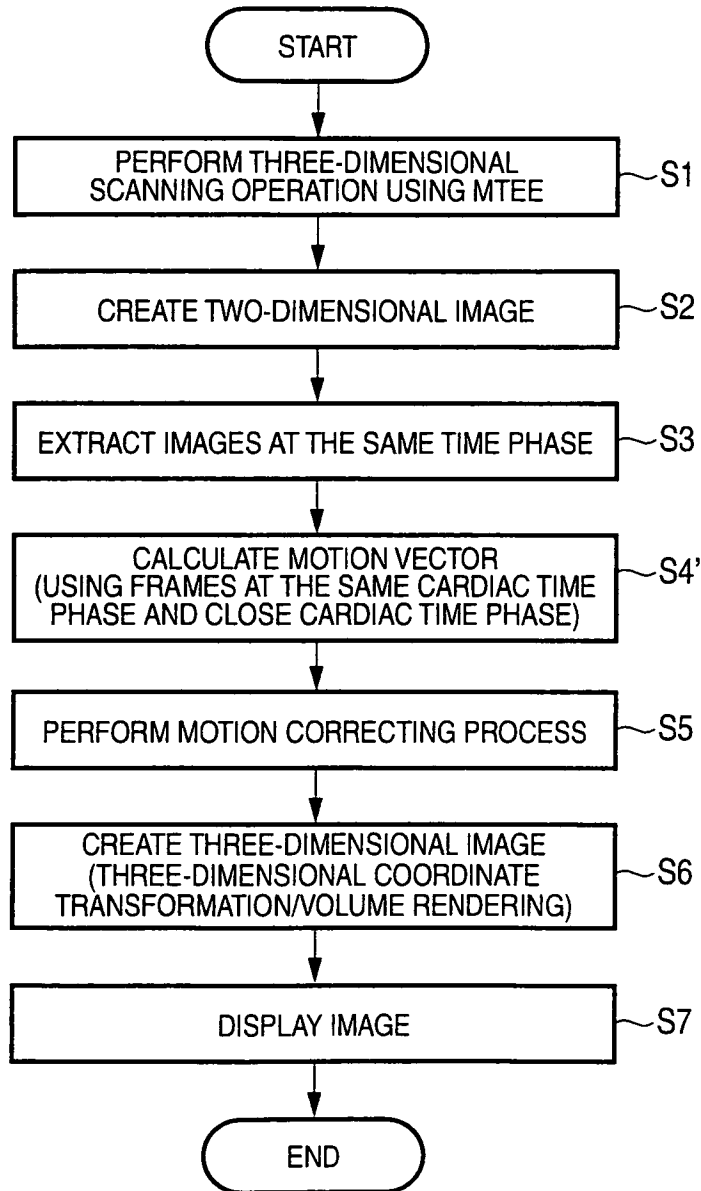 START
PERFORM THREE-DIMENSIONAL
SCANNING OPERATION USING MTEE
S1
CREATE TWO-DIMENSIONAL IMAGE
S2
EXTRACT IMAGES AT THE SAME TIME PHASE
S3
CALCULATE MOTION VECTOR
(USING FRAMES AT THE SAME CARDIAC TIME
PHASE AND CLOSE CARDIAC TIME PHASE)
S4'
PERFORM MOTION CORRECTING PROCESS
S5
CREATE THREE-DIMENSIONAL IMAGE
(THREE-DIMENSIONAL COORDINATE
TRANSFORMATION/VOLUME RENDERING)
S6
DISPLAY IMAGE
S7
END